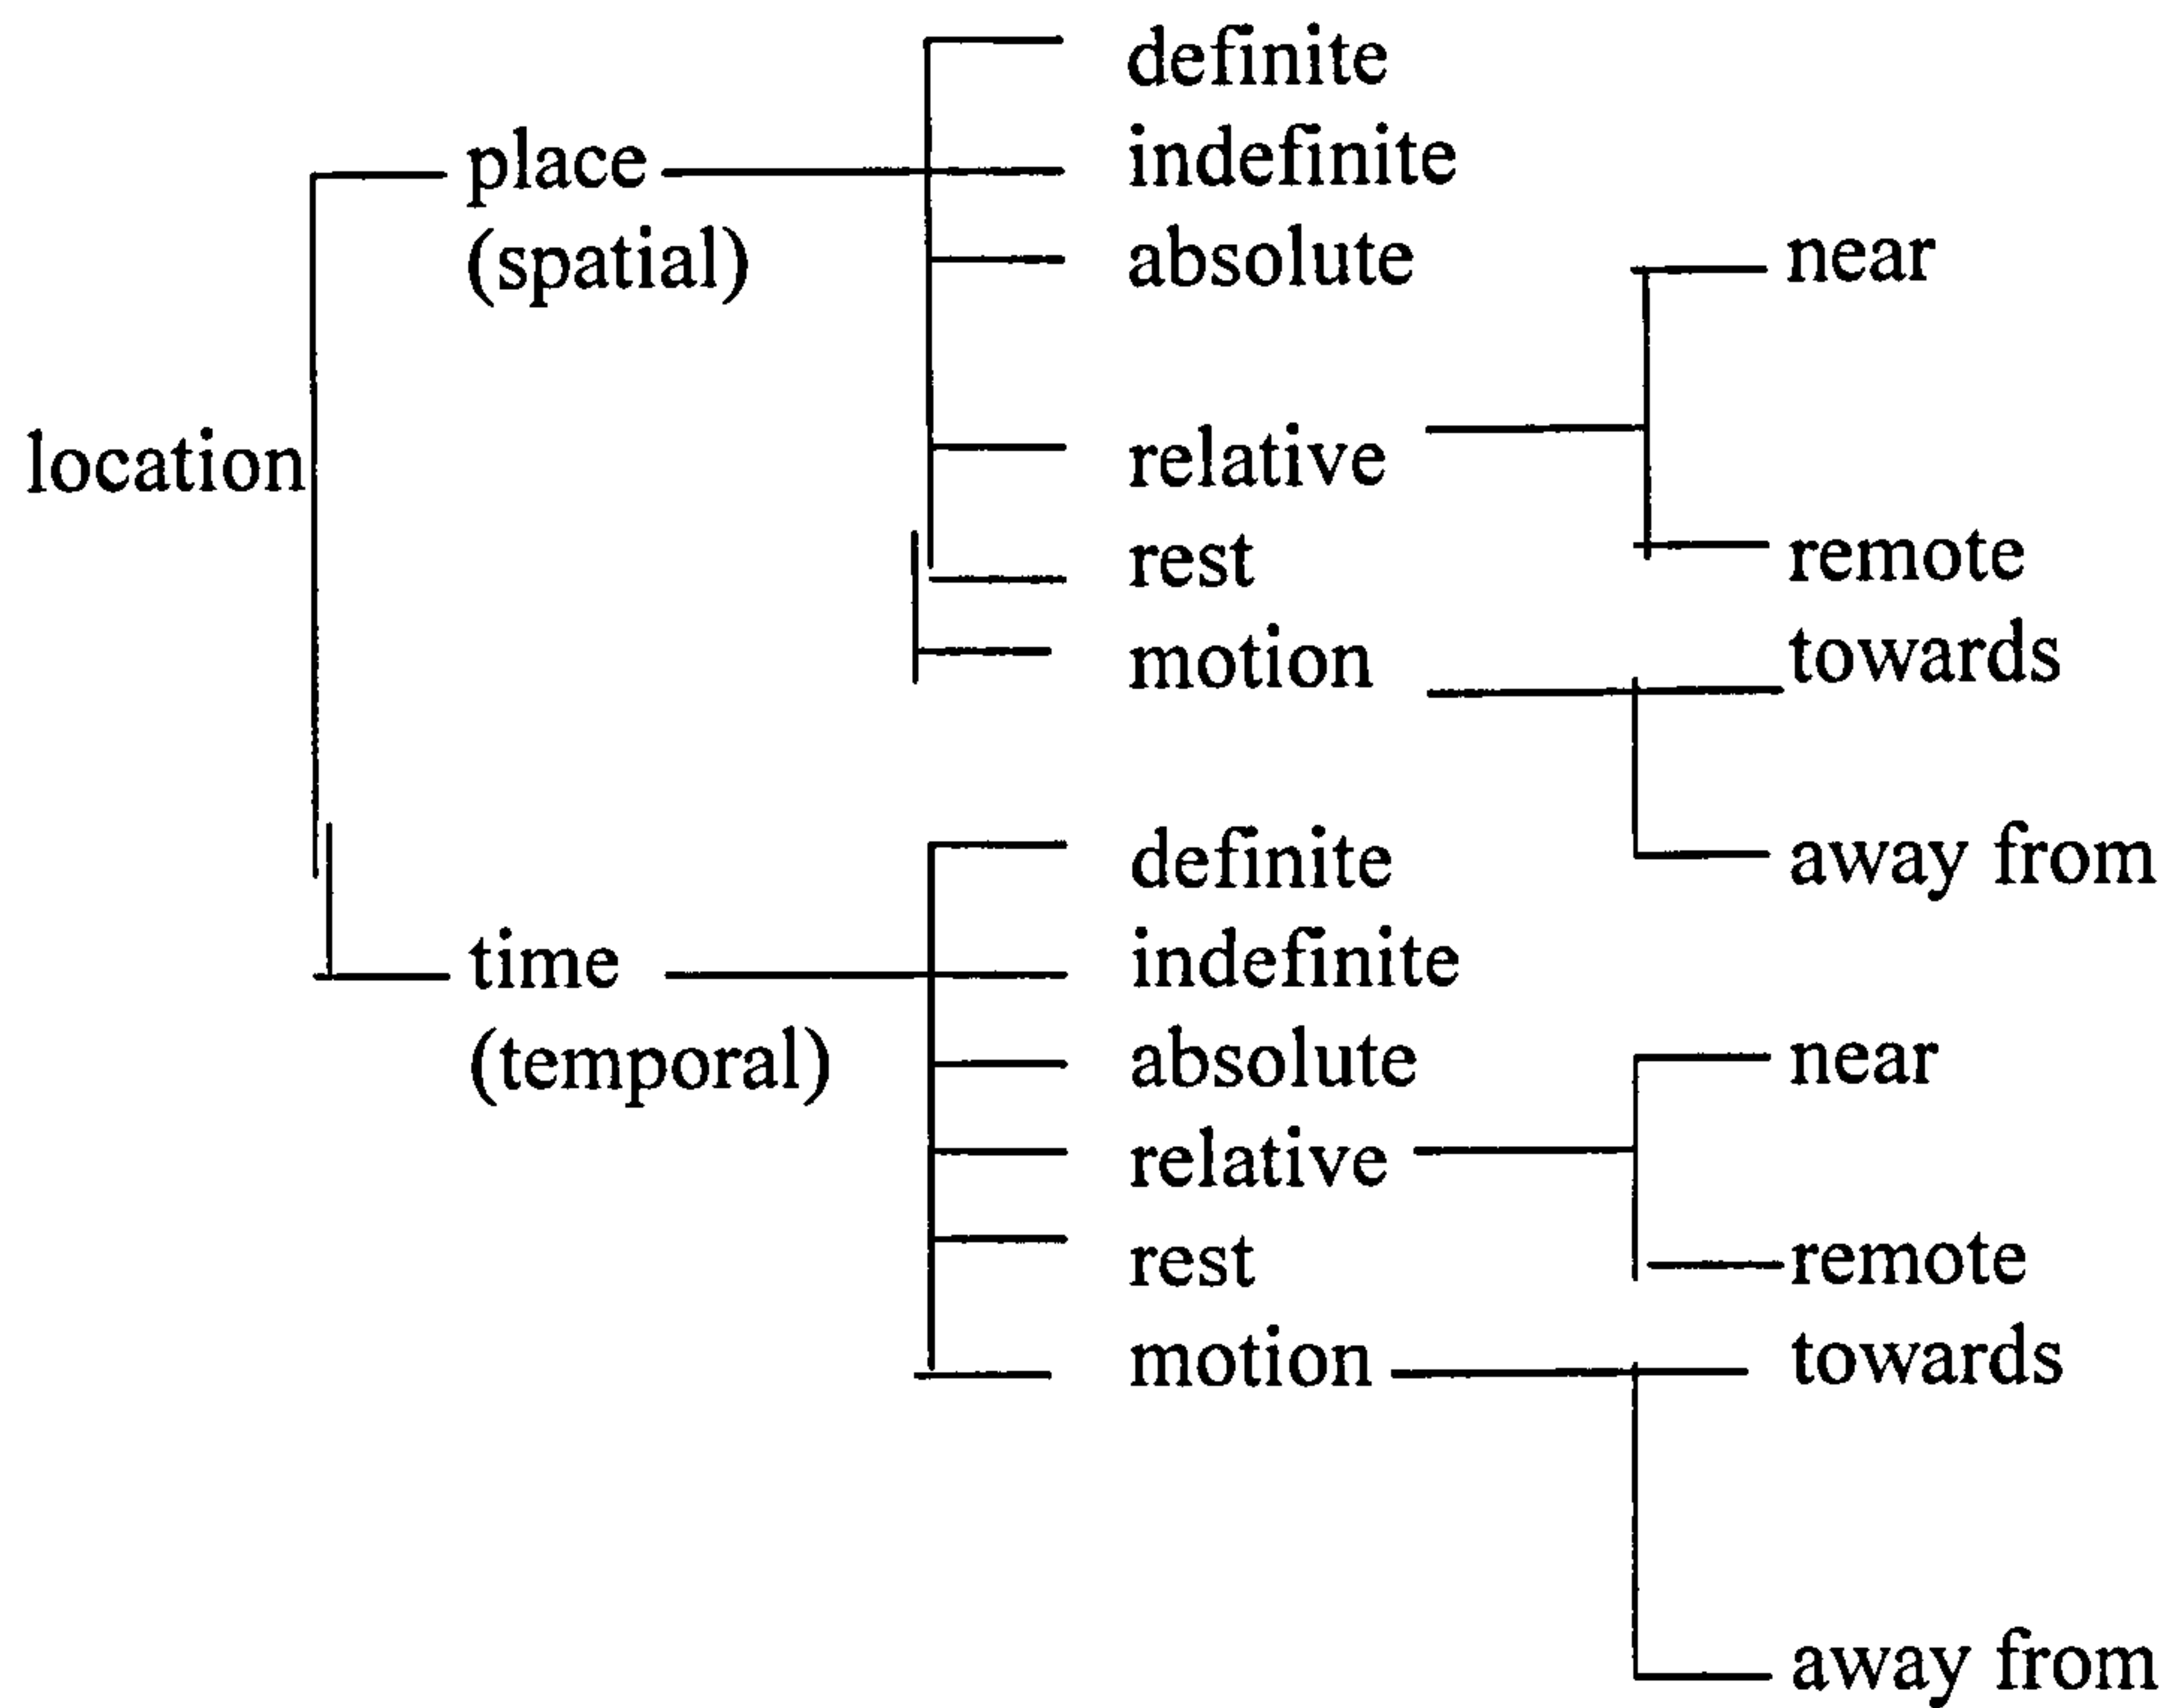 definite
place indefinite
(spatial) absolute near
location relative
rest remote
motion towards
definite away from
time indefinite
(temporal) absolute near
relative
rest remote
motion towards
away from